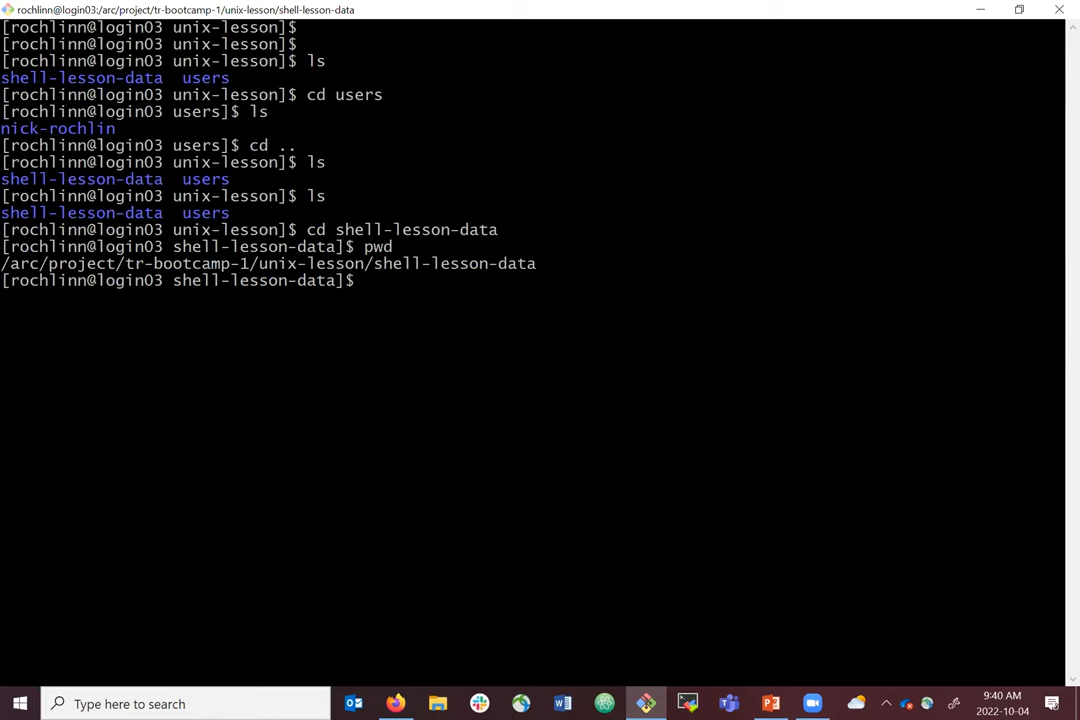 rochlinn@login03:/arc/project/tr-bootcamp-1/unix-lesson/shell-lesson-data
[rochlinn@login03 unix-lesson]$
[rochlinn@login03 unix-lesson]$
[rochlinn@login03 unix-lesson]$ ls
shell-lesson-data  users
[rochlinn@login03 unix-lesson]$ cd users
[rochlinn@login03 users]$ ls
nick-rochlin
[rochlinn@login03 users]$ cd ..
[rochlinn@login03 unix-lesson]$ ls
shell-lesson-data  users
[rochlinn@login03 unix-lesson]$ ls
shell-lesson-data  users
[rochlinn@login03 unix-lesson]$ cd shell-lesson-data
[rochlinn@login03 shell-lesson-data]$ pwd
/arc/project/tr-bootcamp-1/unix-lesson/shell-lesson-data
[rochlinn@login03 shell-lesson-data]$
Type here to search
9:40 AM
2022-10-04